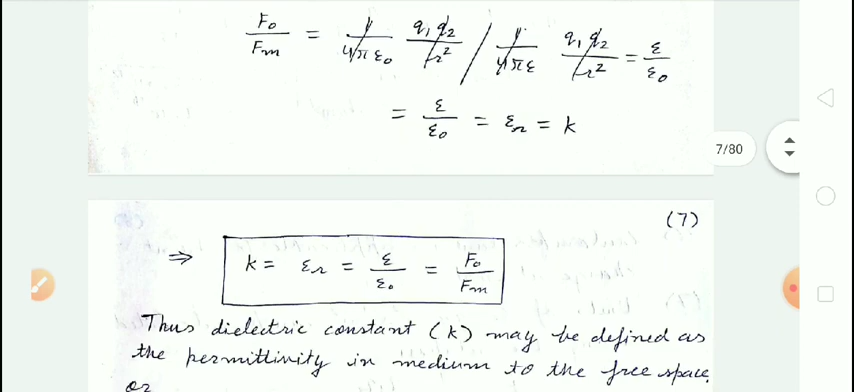 F₀/Fm = 1/4πε₀ q₁q₂/r² / 1/4πε q₁q₂/r² = ε/ε₀
= ε/ε₀ = εr = k
7/80
(7)
⇒ k = εr = ε/ε₀ = F₀/Fm
Thus dielectric constant (k) may be defined as
the permittivity in medium to the free space.
or